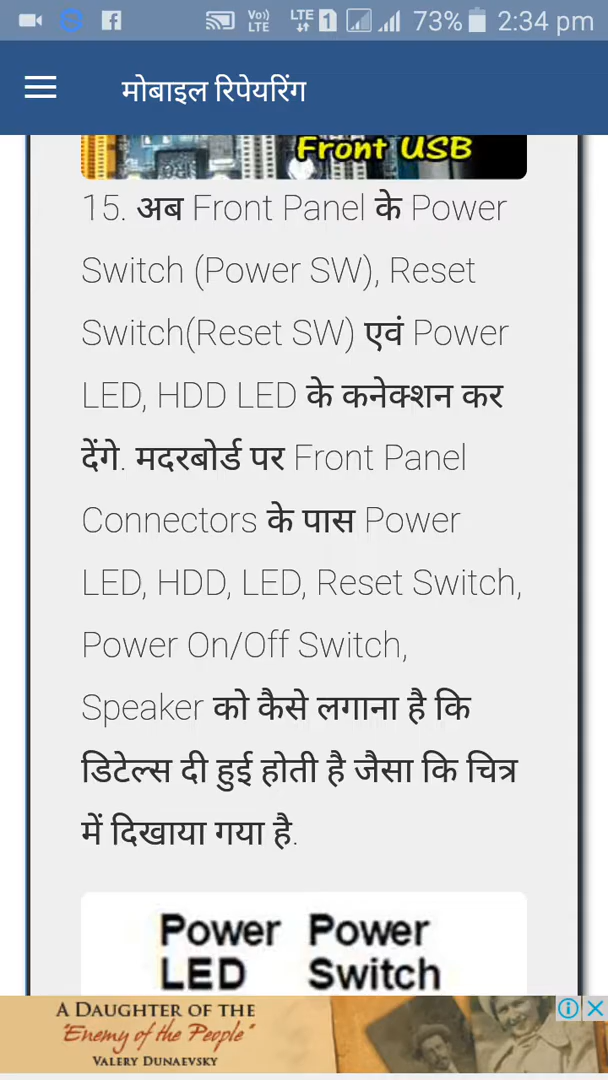 Vo)) LTE LTE 1 73% 2:34 pm
मोबाइल रिपेयरिंग
Front USB
15. अब Front Panel के Power
Switch (Power SW), Reset
Switch(Reset SW) एवं Power
LED, HDD LED के कनेक्शन कर
देंगे. मदरबोर्ड पर Front Panel
Connectors के पास Power
LED, HDD, LED, Reset Switch,
Power On/Off Switch,
Speaker को कैसे लगाना है कि
डिटेल्स दी हुई होती है जैसा कि चित्र
में दिखाया गया है.
Power Power
LED Switch
A DAUGHTER OF THE
"Enemy of the People"
VALERY DUNAEVSKY